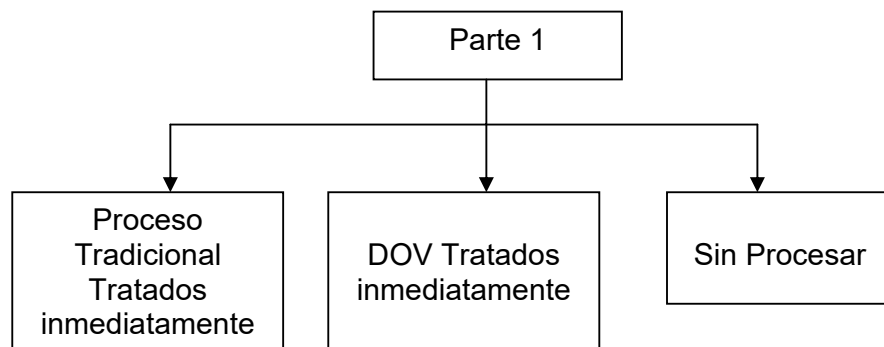 Parte 1
Proceso
Tradicional
Tratados
inmediatamente
DOV Tratados
inmediatamente
Sin Procesar